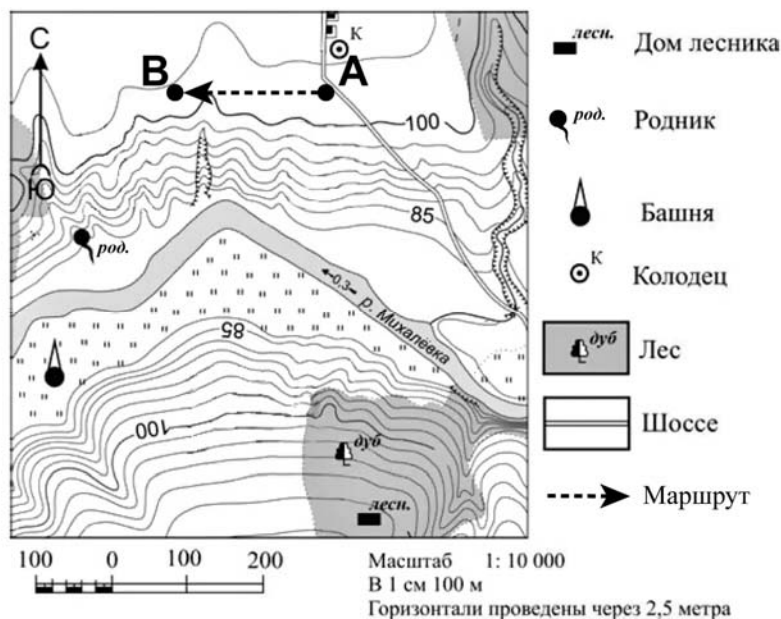 С
Ю
B
A
К
100
85
род.
0,3
р. Михалёвка
85
100
дуб
лесн.
лесн. Дом лесника
род. Родник
Башня
К Колодец
дуб Лес
Шоссе
Маршрут
100 0 100 200
Масштаб 1: 10 000
В 1 см 100 м
Горизонтали проведены через 2,5 метра